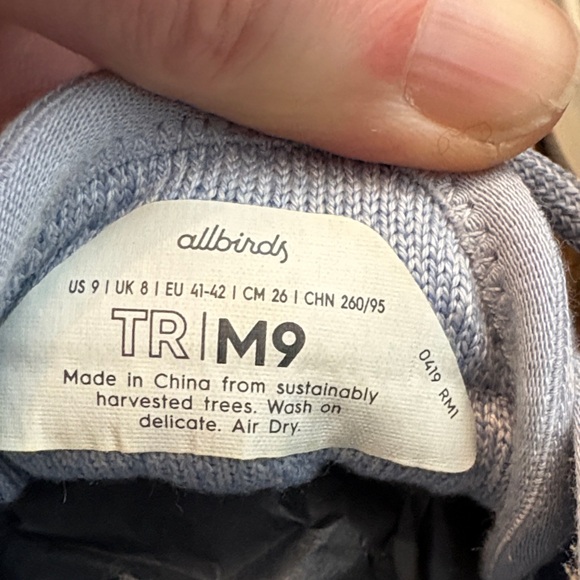 allbirds
US 9 | UK 8 | EU 41-42 | CM 26 | CHN 260/95
TR | M9
Made in China from sustainably
harvested trees. Wash on
delicate. Air Dry.
0419 RM1